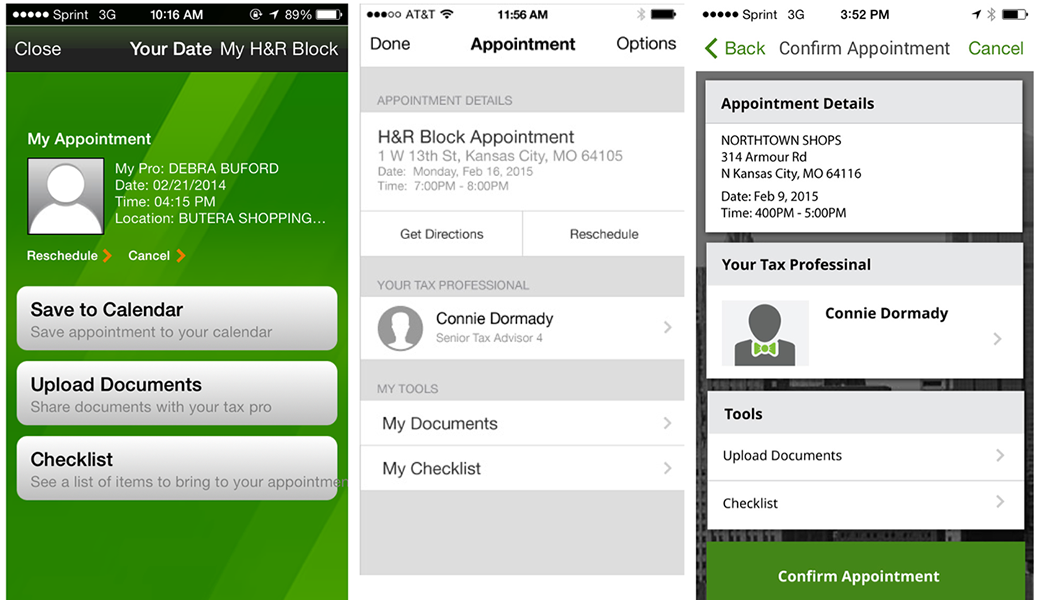 Sprint 3G 10:16 AM 89%
Close Your Date My H&R Block
My Appointment
My Pro: DEBRA BUFORD
Date: 02/21/2014
Time: 04:15 PM
Location: BUTERA SHOPPING...
Reschedule Cancel
Save to Calendar
Save appointment to your calendar
Upload Documents
Share documents with your tax pro
Checklist
See a list of items to bring to your appointmen
AT&T 11:56 AM
Done Appointment Options
APPOINTMENT DETAILS
H&R Block Appointment
1 W 13th St, Kansas City, MO 64105
Date: Monday, Feb 16, 2015
Time: 7:00PM - 8:00PM
Get Directions Reschedule
YOUR TAX PROFESSIONAL
Connie Dormady
Senior Tax Advisor 4
MY TOOLS
My Documents
My Checklist
Sprint 3G 3:52 PM
Back Confirm Appointment Cancel
Appointment Details
NORTHTOWN SHOPS
314 Armour Rd
N Kansas City, MO 64116
Date: Feb 9, 2015
Time: 400PM - 5:00PM
Your Tax Professinal
Connie Dormady
Tools
Upload Documents
Checklist
Confirm Appointment